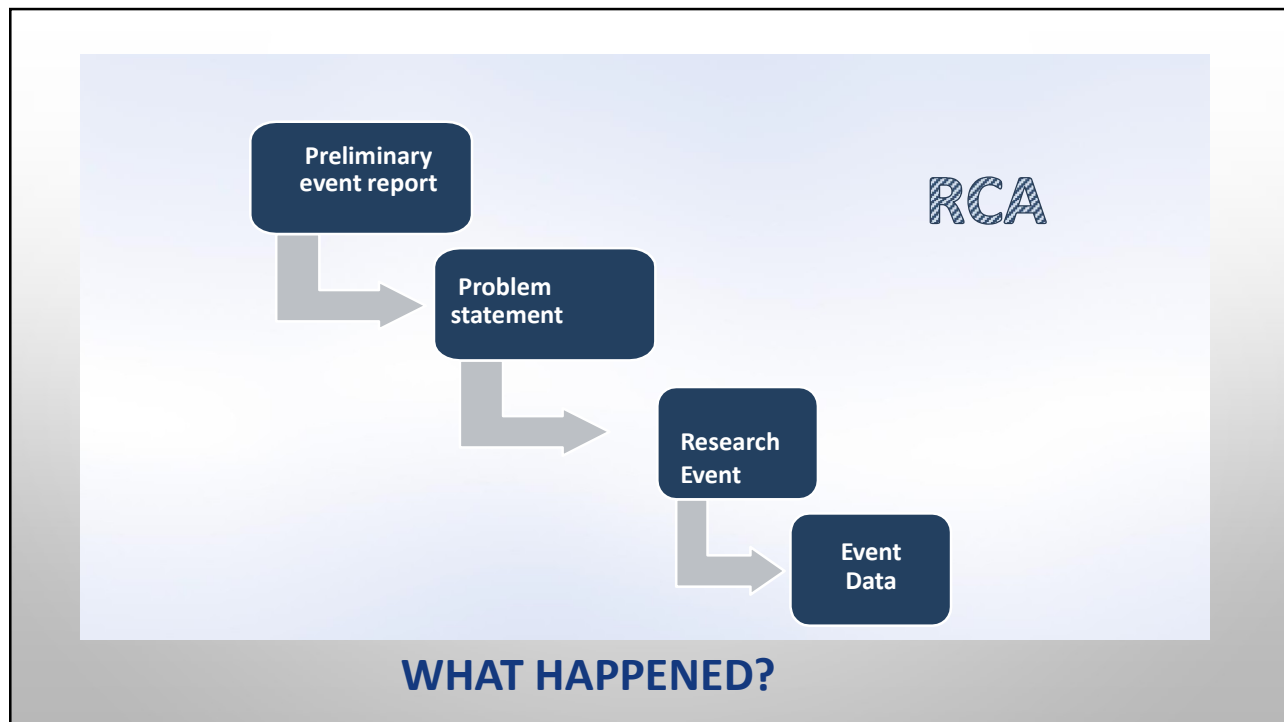 Preliminary
event report
RCA
Problem
statement
Research
Event
Event
Data
WHAT HAPPENED?